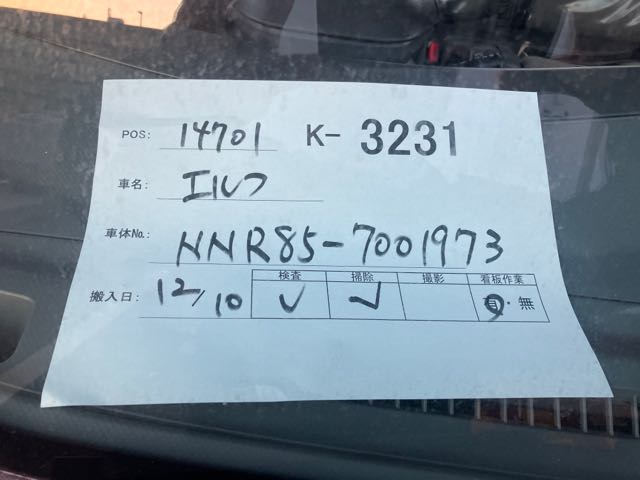 POS: 14701 K- 3231
車名: エルフ
車体No.: NNR85-7001973
検査 掃除 撮影 看板作業
搬入日: 12/10 ✓ ✓ 有・無